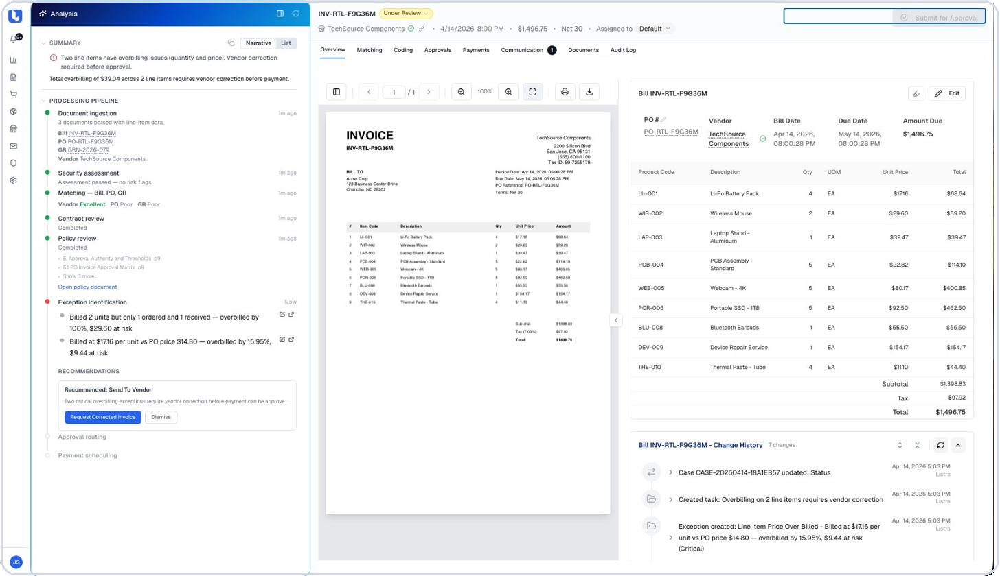 Analysis
9+
SUMMARY
Narrative
List
Two line items have overbilling issues (quantity and price). Vendor correction
required before approval.
Total overbilling of $39.04 across 2 line items requires vendor correction before payment.
PROCESSING PIPELINE
Document ingestion 1m ago
3 documents parsed with line-item data.
Bill INV-RTL-F9G36M
PO PO-RTL-F9G36M
GR GRN-2026-079
Vendor TechSource Components
Security assessment 1m ago
Assessment passed — no risk flags.
Matching — Bill, PO, GR 1m ago
Vendor Excellent PO Poor GR Poor
Contract review 1m ago
Completed
Policy review 1m ago
Completed
• 6. Approval Authority and Thresholds p9
• 6.1 PO Invoice Approval Matrix p9
• Show 3 more...
Open policy document
Exception identification Now
Billed 2 units but only 1 ordered and 1 received — overbilled by
100%, $29.60 at risk
Billed at $17.16 per unit vs PO price $14.80 — overbilled by 15.95%,
$9.44 at risk
RECOMMENDATIONS
Recommended: Send To Vendor
Two critical overbilling exceptions require vendor correction before payment can be approve...
Request Corrected Invoice
Dismiss
Approval routing
Payment scheduling
JS
INV-RTL-F9G36M Under Review
Submit for Approval
TechSource Components • 4/14/2026, 8:00 PM • $1,496.75 • Net 30 • Assigned to Default
Overview Matching Coding Approvals Payments Communication 1 Documents Audit Log
1 / 1 100%
INVOICE
INV-RTL-F9G36M
TechSource Components
2200 Silicon Blvd
San Jose, CA 95131
(555) 601-1100
Tax ID: 99-7255178
BILL TO
Acme Corp
123 Business Center Drive
Charlotte, NC 28202
Invoice Date: Apr 14, 2026, 05:00:28 PM
Due Date: May 14, 2026, 05:00:28 PM
PO Reference: PO-RTL-F9G36M
Terms: Net 30
# Item Code Description Qty Unit Price Amount
1 LI--001 Li-Po Battery Pack 4 $17.16 $68.64
2 WIR-002 Wireless Mouse 2 $29.60 $59.20
3 LAP-003 Laptop Stand - Aluminum 1 $39.47 $39.47
4 PCB-004 PCB Assembly - Standard 5 $22.82 $114.10
5 WEB-005 Webcam - 4K 5 $80.17 $400.85
6 POR-006 Portable SSD - 1TB 5 $92.50 $462.50
7 BLU-008 Bluetooth Earbuds 1 $55.50 $55.50
8 DEV-009 Device Repair Service 1 $154.17 $154.17
9 THE-010 Thermal Paste - Tube 4 $11.10 $44.40
Subtotal: $1398.83
Tax (7.00%): $97.92
Total: $1496.75
Bill INV-RTL-F9G36M
Edit
PO # Vendor Bill Date Due Date Amount Due
PO-RTL-F9G36M TechSource Apr 14, 2026, May 14, 2026, $1,496.75
Components 08:00:28 PM 08:00:28 PM
Product Code Description Qty UOM Unit Price Total
LI--001 Li-Po Battery Pack 4 EA $17.16 $68.64
WIR-002 Wireless Mouse 2 EA $29.60 $59.20
LAP-003 Laptop Stand - 1 EA $39.47 $39.47
Aluminum
PCB-004 PCB Assembly - 5 EA $22.82 $114.10
Standard
WEB-005 Webcam - 4K 5 EA $80.17 $400.85
POR-006 Portable SSD - 1TB 5 EA $92.50 $462.50
BLU-008 Bluetooth Earbuds 1 EA $55.50 $55.50
DEV-009 Device Repair Service 1 EA $154.17 $154.17
THE-010 Thermal Paste - Tube 4 EA $11.10 $44.40
Subtotal $1,398.83
Tax $97.92
Total $1,496.75
Bill INV-RTL-F9G36M - Change History 7 changes
Case CASE-20260414-18A1EB57 updated: Status
Apr 14, 2026 5:03 PM
Listra
Created task: Overbilling on 2 line items requires vendor correction
Apr 14, 2026 5:03 PM
Listra
Exception created: Line Item Price Over Billed - Billed at $17.16 per
unit vs PO price $14.80 — overbilled by 15.95%, $9.44 at risk
(Critical)
Apr 14, 2026 5:03 PM
Listra